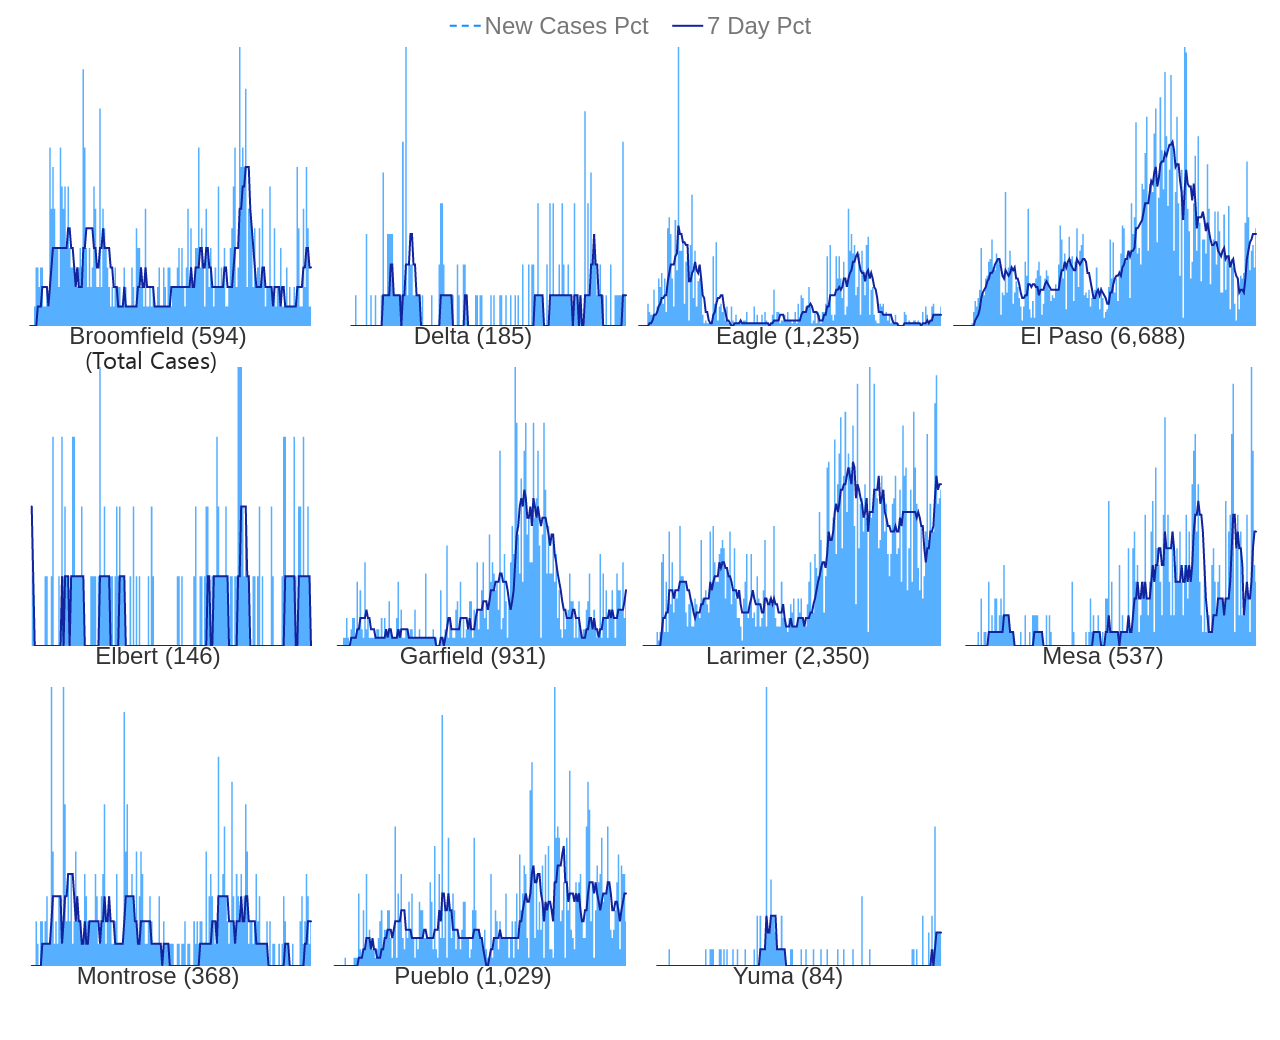 New Cases Pct 7 Day Pct
Broomfield (594) Delta (185) Eagle (1,235) El Paso (6,688)
(Total Cases)
Elbert (146) Garfield (931) Larimer (2,350) Mesa (537)
Montrose (368) Pueblo (1,029) Yuma (84)